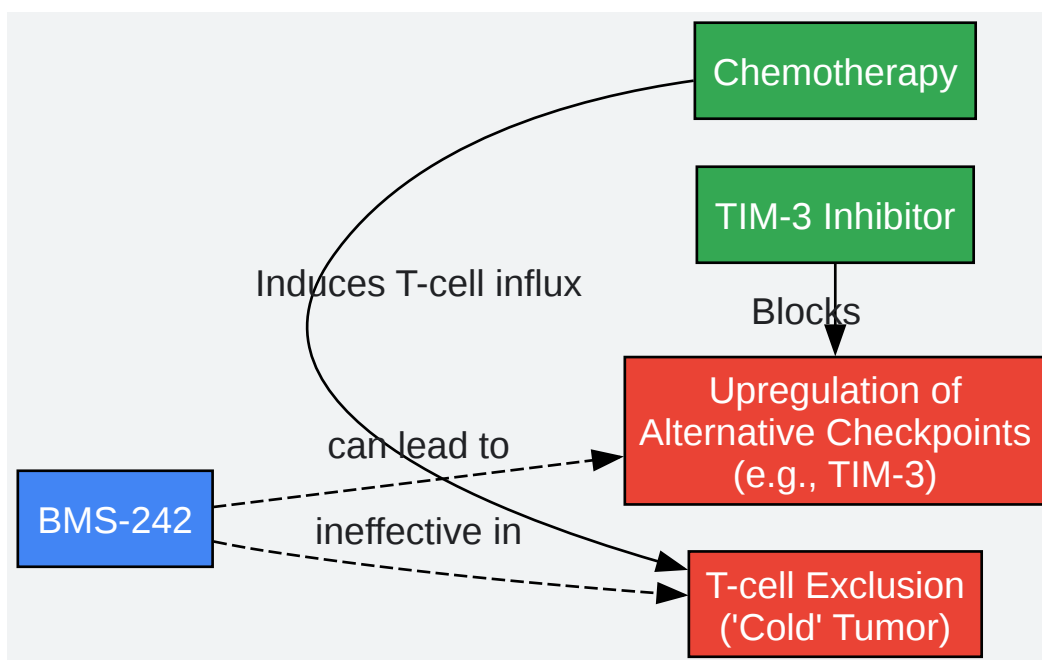 Chemotherapy
TIM-3 Inhibitor
Induces T-cell influx
Blocks
Upregulation of
Alternative Checkpoints
(e.g., TIM-3)
can lead to
BMS-242
ineffective in
T-cell Exclusion
('Cold' Tumor)